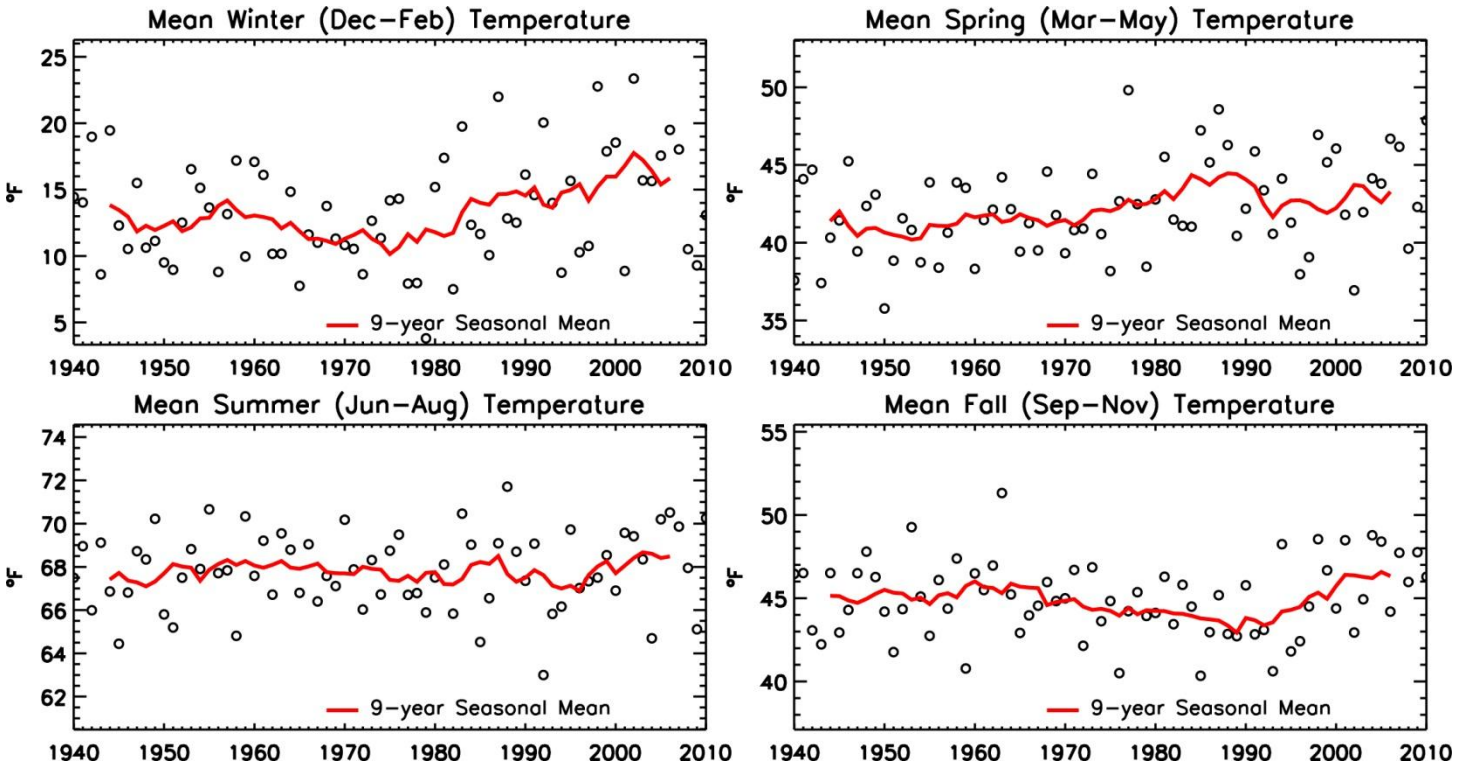 Mean Winter (Dec–Feb) Temperature
25
20
15
10
5
°F
9-year Seasonal Mean
1940 1950 1960 1970 1980 1990 2000 2010
Mean Spring (Mar–May) Temperature
50
45
40
35
°F
9-year Seasonal Mean
1940 1950 1960 1970 1980 1990 2000 2010
Mean Summer (Jun–Aug) Temperature
74
72
70
68
66
64
62
°F
9-year Seasonal Mean
1940 1950 1960 1970 1980 1990 2000 2010
Mean Fall (Sep–Nov) Temperature
55
50
45
40
°F
9-year Seasonal Mean
1940 1950 1960 1970 1980 1990 2000 2010